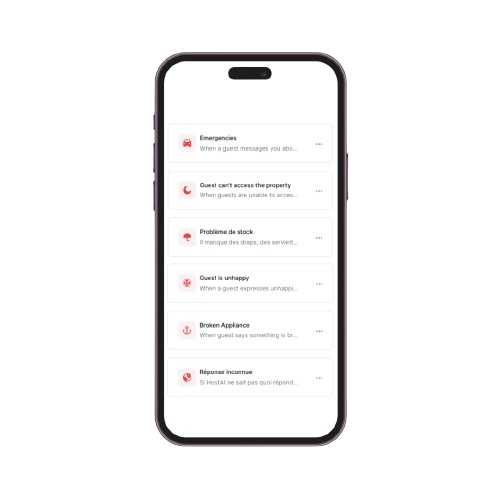 Emergencies
When a guest messages you abo...
Guest can't access the property
When guests are unable to acces...
Problème de stock
Il manque des draps, des serviett...
Guest is unhappy
When a guest expresses unhappi...
Broken Appliance
When guest says something is br...
Réponse inconnue
Si HostAI ne sait pas quoi répond...